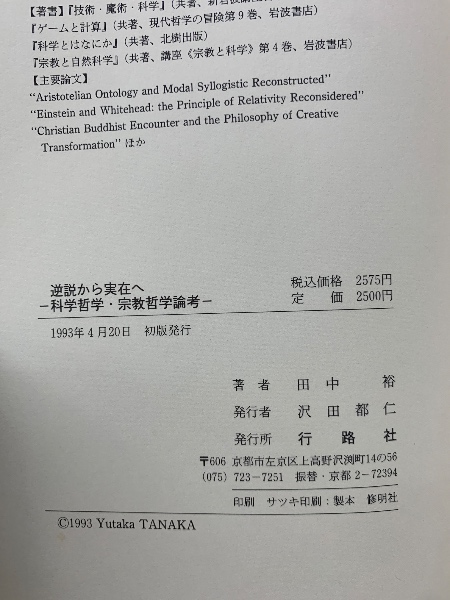 【著書】『技術・魔術・科学』（共著、新岩波講座
『ゲームと計算』（共著、現代哲学の冒険第9巻、岩波書店）
『科学とはなにか』（共著、北樹出版）
『宗教と自然科学』（共著、講座《宗教と科学》第4巻、岩波書店）
【主要論文】
“Aristotelian Ontology and Modal Syllogistic Reconstructed”
“Einstein and Whitehead: the Principle of Relativity Reconsidered”
“Christian Buddhist Encounter and the Philosophy of Creative
Transformation” ほか
逆説から実在へ
－科学哲学・宗教哲学論考－
税込価格 2575円
定 価 2500円
1993年4月20日 初版発行
著者 田中 裕
発行者 沢田都仁
発行所 行路社
〒606 京都市左京区上高野沢渕町14の56
(075) 723－7251 振替・京都2－72394
印刷 サツキ印刷：製本 修明社
©1993 Yutaka TANAKA